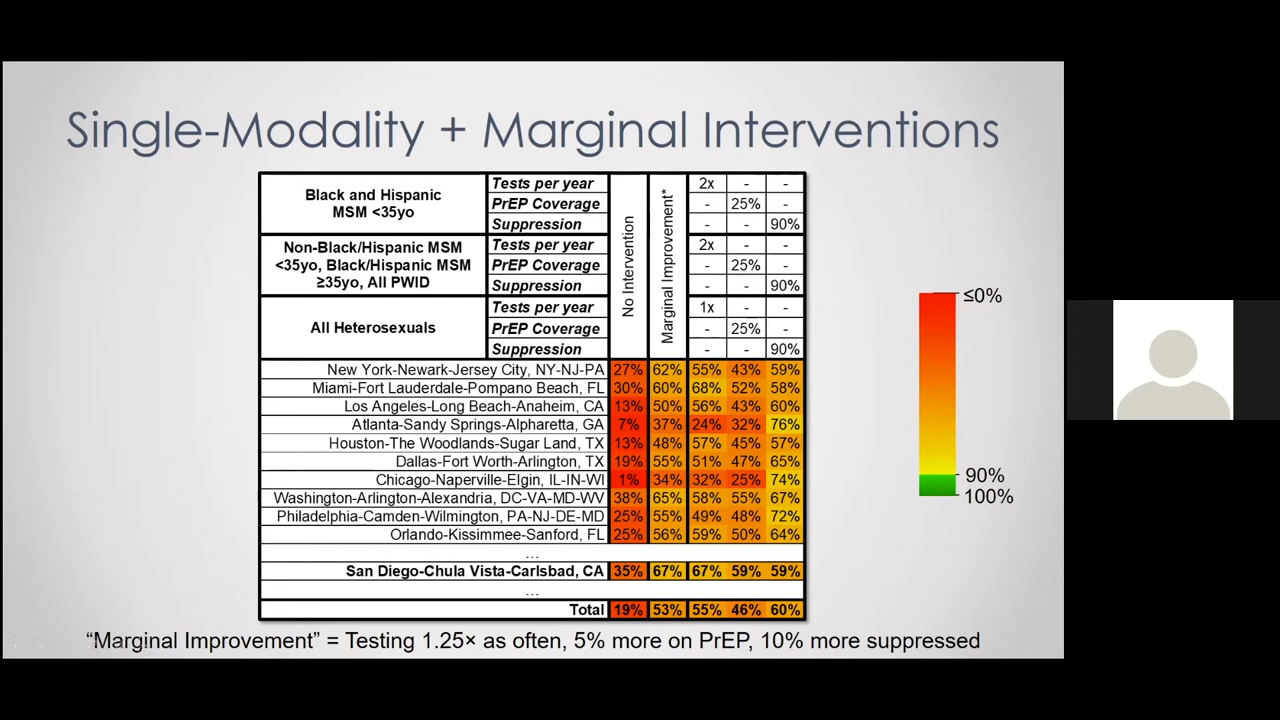 Single-Modality + Marginal Interventions
Black and Hispanic
MSM <35yo
Tests per year
PrEP Coverage
Suppression
No Intervention
Marginal Improvement*
2x - -
- 25% -
- - 90%
Non-Black/Hispanic MSM
<35yo, Black/Hispanic MSM
≥35yo, All PWID
Tests per year 2x - -
PrEP Coverage - 25% -
Suppression - - 90%
All Heterosexuals
Tests per year 1x - -
PrEP Coverage - 25% -
Suppression - - 90%
New York-Newark-Jersey City, NY-NJ-PA 27% 62% 55% 43% 59%
Miami-Fort Lauderdale-Pompano Beach, FL 30% 60% 68% 52% 58%
Los Angeles-Long Beach-Anaheim, CA 13% 50% 56% 43% 60%
Atlanta-Sandy Springs-Alpharetta, GA 7% 37% 24% 32% 76%
Houston-The Woodlands-Sugar Land, TX 13% 48% 57% 45% 57%
Dallas-Fort Worth-Arlington, TX 19% 55% 51% 47% 65%
Chicago-Naperville-Elgin, IL-IN-WI 1% 34% 32% 25% 74%
Washington-Arlington-Alexandria, DC-VA-MD-WV 38% 65% 58% 55% 67%
Philadelphia-Camden-Wilmington, PA-NJ-DE-MD 25% 55% 49% 48% 72%
Orlando-Kissimmee-Sanford, FL 25% 56% 59% 50% 64%
...
San Diego-Chula Vista-Carlsbad, CA 35% 67% 67% 59% 59%
...
Total 19% 53% 55% 46% 60%
≤0%
90%
100%
“Marginal Improvement” = Testing 1.25× as often, 5% more on PrEP, 10% more suppressed